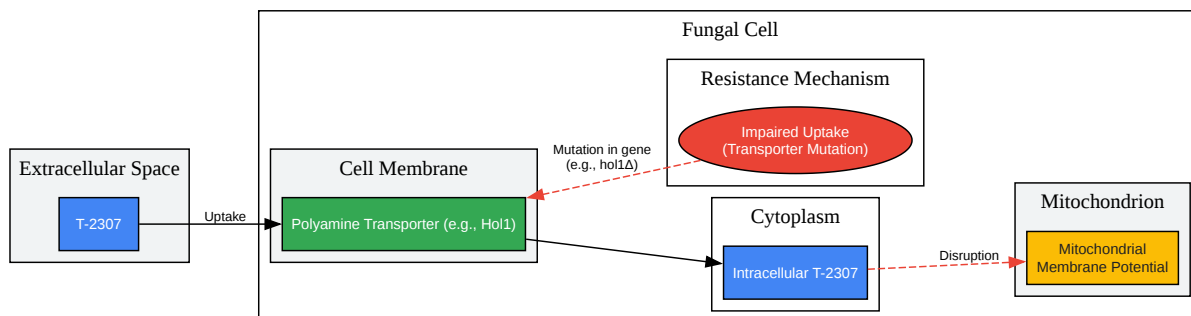 Fungal Cell
Resistance Mechanism
Impaired Uptake
(Transporter Mutation)
Mutation in gene
(e.g., hol1Δ)
Extracellular Space
T-2307
Uptake
Cell Membrane
Polyamine Transporter (e.g., Hol1)
Cytoplasm
Intracellular T-2307
Disruption
Mitochondrion
Mitochondrial
Membrane Potential